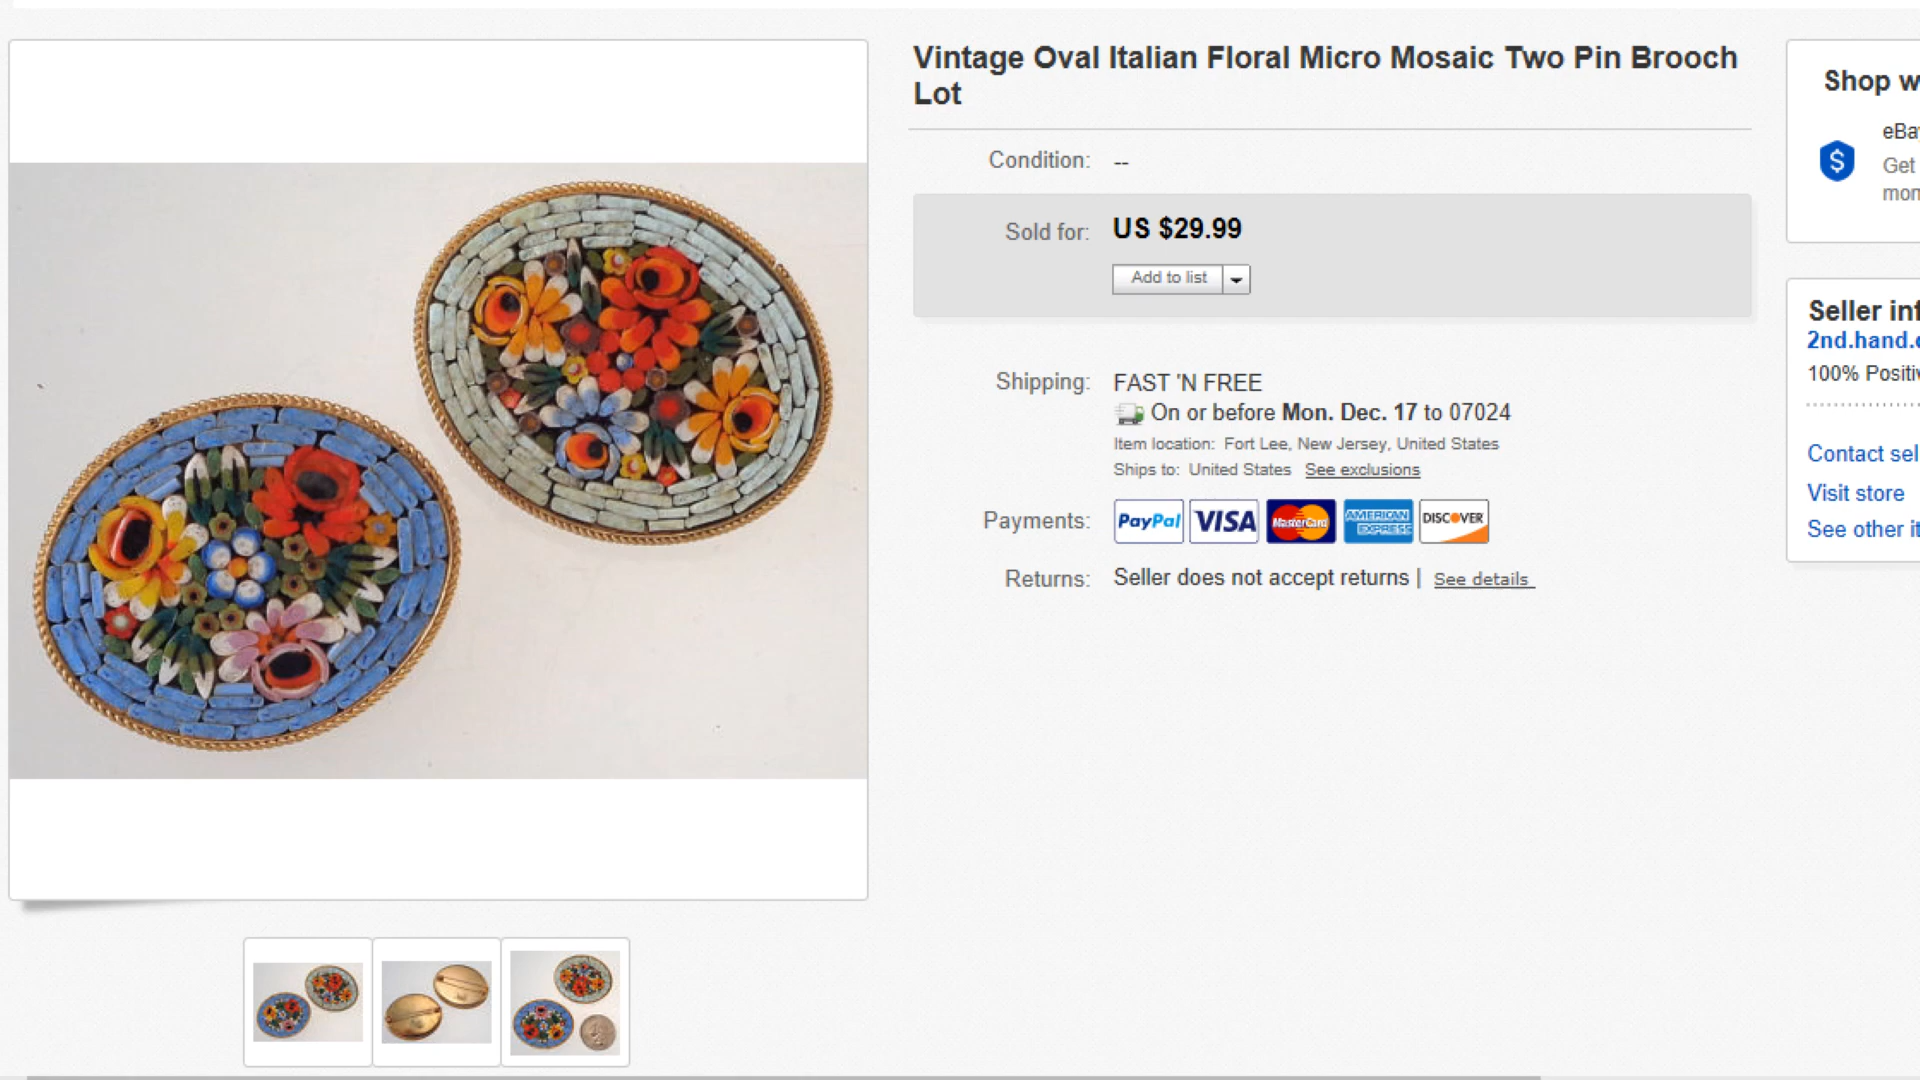 Vintage Oval Italian Floral Micro Mosaic Two Pin Brooch
Lot
Condition: --
Sold for: US $29.99
Add to list
Shipping: FAST 'N FREE
On or before Mon. Dec. 17 to 07024
Item location: Fort Lee, New Jersey, United States
Ships to: United States See exclusions
Payments: PayPal VISA MasterCard AMERICAN EXPRESS DISCOVER
Returns: Seller does not accept returns | See details
Shop w
$
eBa
Get
mon
Seller inf
2nd.hand.
100% Positiv
Contact sel
Visit store
See other it